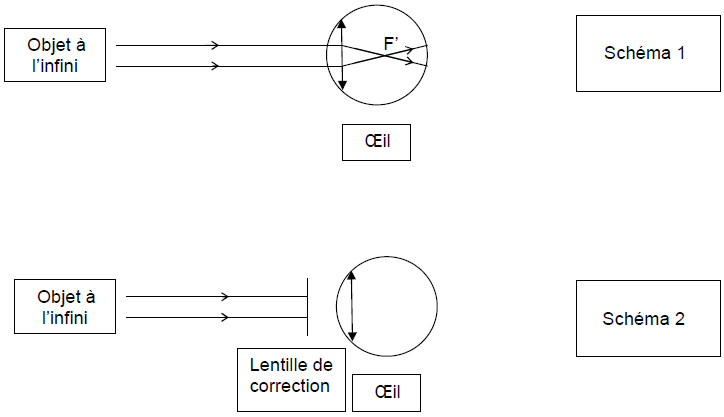 Objet à
l'infini
F'
Schéma 1
Œil
Objet à
l'infini
Schéma 2
Lentille de
correction
Œil